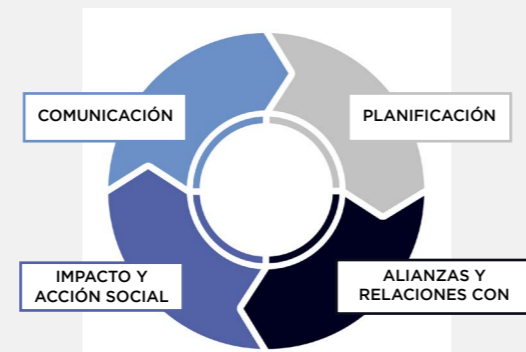 COMUNICACIÓN
PLANIFICACIÓN
IMPACTO Y
ACCIÓN SOCIAL
ALIANZAS Y
RELACIONES CON